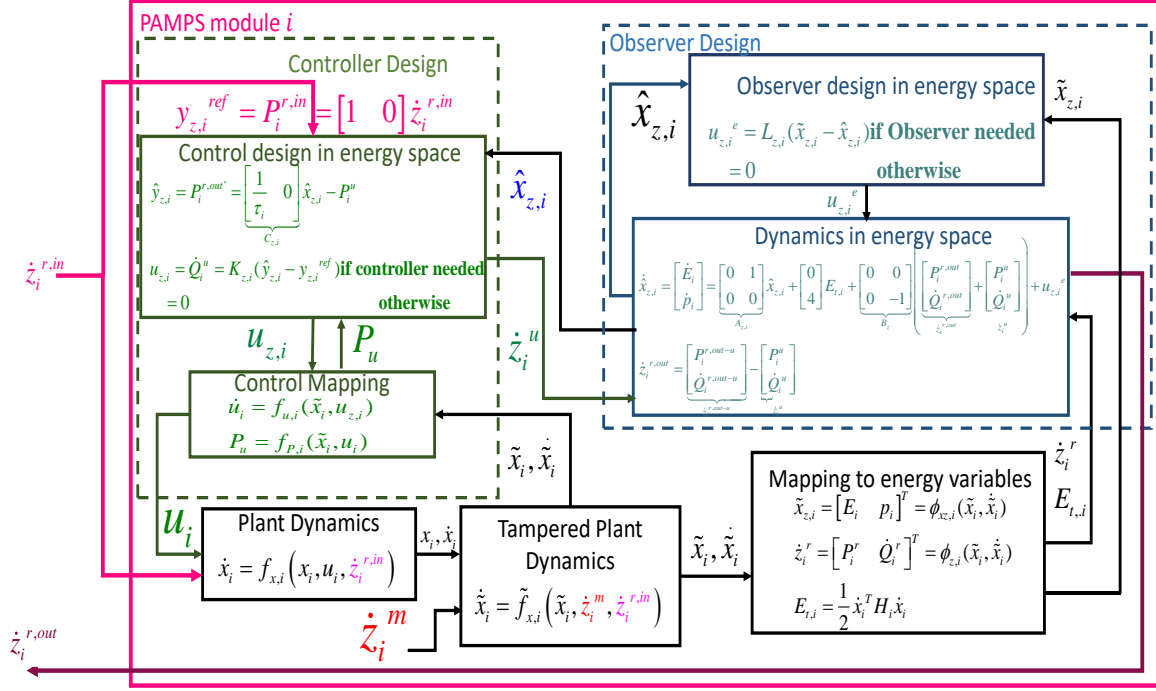 PAMPS module i
Controller Design
y_{z,i}^{ref} = P_i^{r,in} = [1 0] ż_i^{r,in}
Control design in energy space
ŷ_{z,i} = P_i^{r,out'} = [1/τ_i 0] x̂_{z,i} − P_i^u
C_{z,i}
u_{z,i} = Q̇_i^u = K_{z,i}(ŷ_{z,i} − y_{z,i}^{ref}) if controller needed
= 0 otherwise
ż_i^{r,in}
u_{z,i}
P_u
Control Mapping
u̇_i = f_{u,i}(x̃_i, u_{z,i})
P_u = f_{P,i}(x̃_i, u_i)
u_i
x̂_{z,i}
ż_i^u
x̃_i, ẋ̃_i
Observer Design
Observer design in energy space
u_{z,i}^e = L_{z,i}(x̃_{z,i} − x̂_{z,i}) if Observer needed
= 0 otherwise
x̂_{z,i}
x̃_{z,i}
u_{z,i}^e
Dynamics in energy space
ẋ̂_{z,i} = [Ė_i ; ṗ_i] = [0 1 ; 0 0] x̂_{z,i} + [0 ; 4] E_{t,i} + [0 0 ; 0 −1] ([P_i^{r,out} ; Q̇_i^{r,out}] + [P_i^u ; Q̇_i^u]) + u_{z,i}^e
A_{z,i} B_z ż_i^{r,out} ż_i^u
ż_i^{r,out} = [P_i^{r,out−u} ; Q̇_i^{r,out−u}] − [P_i^u ; Q̇_i^u]
ż_i^{r,out−u} ż_i^u
ż_i^r
E_{t,i}
Plant Dynamics
ẋ_i = f_{x,i}(x_i, u_i, ż_i^{r,in})
x_i, ẋ_i
Tampered Plant
Dynamics
ẋ̃_i = f̃_{x,i}(x̃_i, ż_i^m, ż_i^{r,in})
ż_i^m
x̃_i, ẋ̃_i
Mapping to energy variables
x̃_{z,i} = [E_i p_i]^T = ϕ_{xz,i}(x̃_i, ẋ̃_i)
ż_i^r = [P_i^r Q̇_i^r]^T = ϕ_{z,i}(x̃_i, ẋ̃_i)
E_{t,i} = 1/2 ẋ_i^T H_i ẋ_i
ż_i^{r,out}